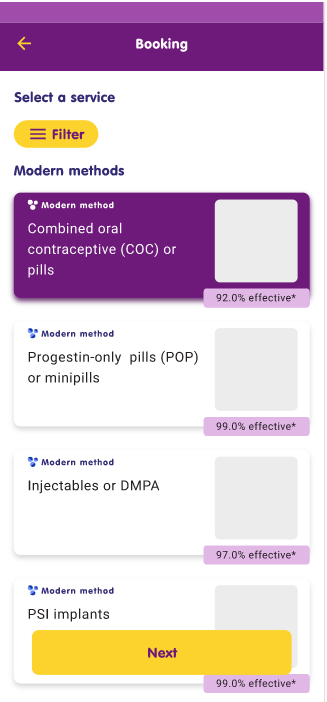 Booking
Select a service
Filter
Modern methods
Modern method
Combined oral
contraceptive (COC) or
pills
92.0% effective*
Modern method
Progestin-only pills (POP)
or minipills
99.0% effective*
Modern method
Injectables or DMPA
97.0% effective*
Modern method
PSI implants
Next
99.0% effective*